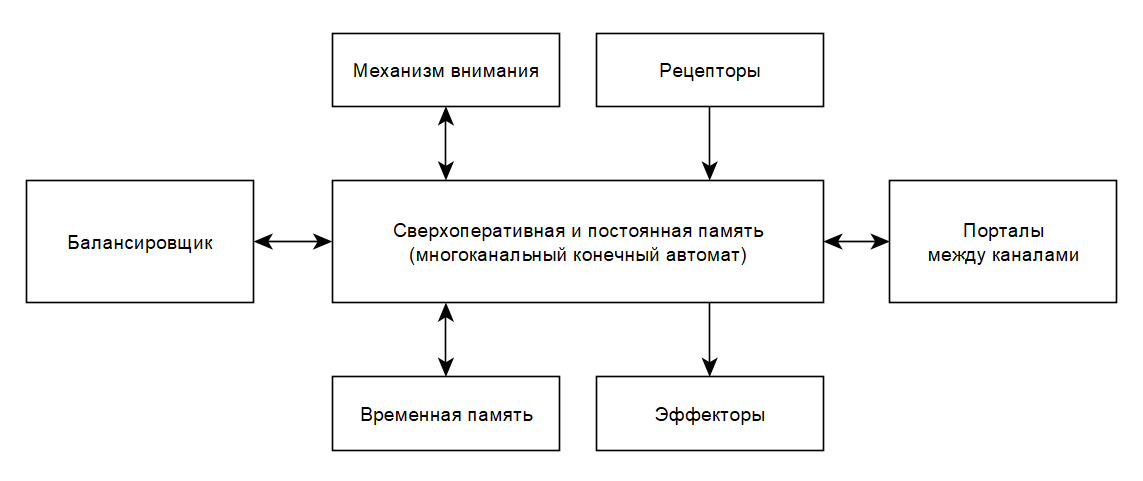 Механизм внимания
Рецепторы
Балансировщик
Сверхоперативная и постоянная память
(многоканальный конечный автомат)
Порталы
между каналами
Временная память
Эффекторы